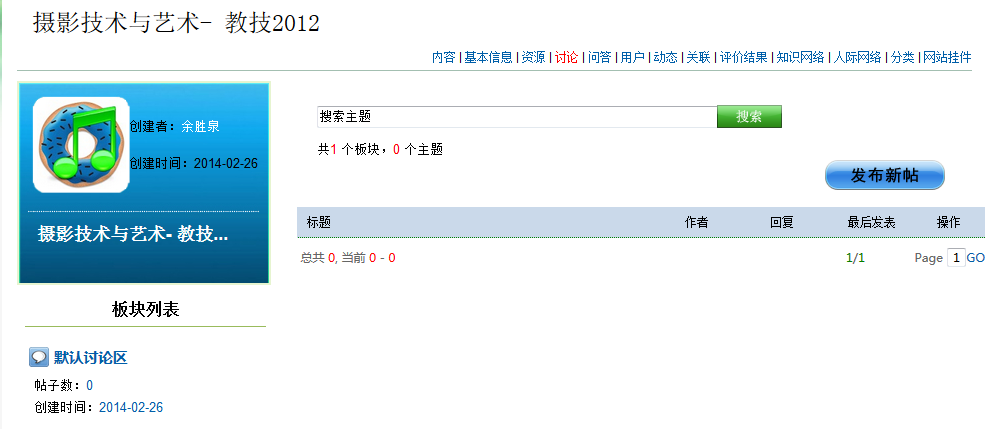 摄影技术与艺术- 教技2012
内容 | 基本信息 | 资源 | 讨论 | 问答 | 用户 | 动态 | 关联 | 评价结果 | 知识网络 | 人际网络 | 分类 | 网站挂件
创建者：余胜泉
创建时间：2014-02-26
摄影技术与艺术- 教技...
板块列表
默认讨论区
帖子数：0
创建时间：2014-02-26
搜索主题 搜索
共1 个板块，0 个主题
发布新帖
标题 作者 回复 最后发表 操作
总共 0, 当前 0 - 0 1/1 Page 1 GO